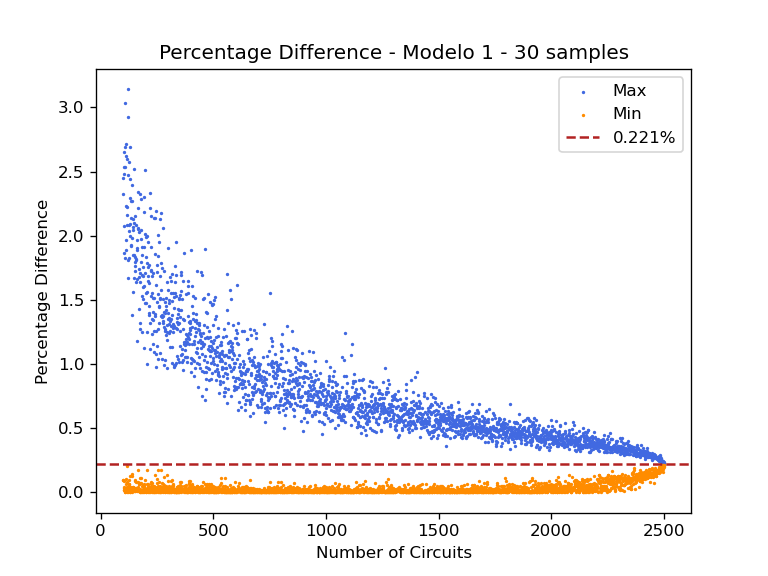 Percentage Difference - Modelo 1 - 30 samples
Max
Min
0.221%
Percentage Difference
3.0
2.5
2.0
1.5
1.0
0.5
0.0
0
500
1000
1500
2000
2500
Number of Circuits